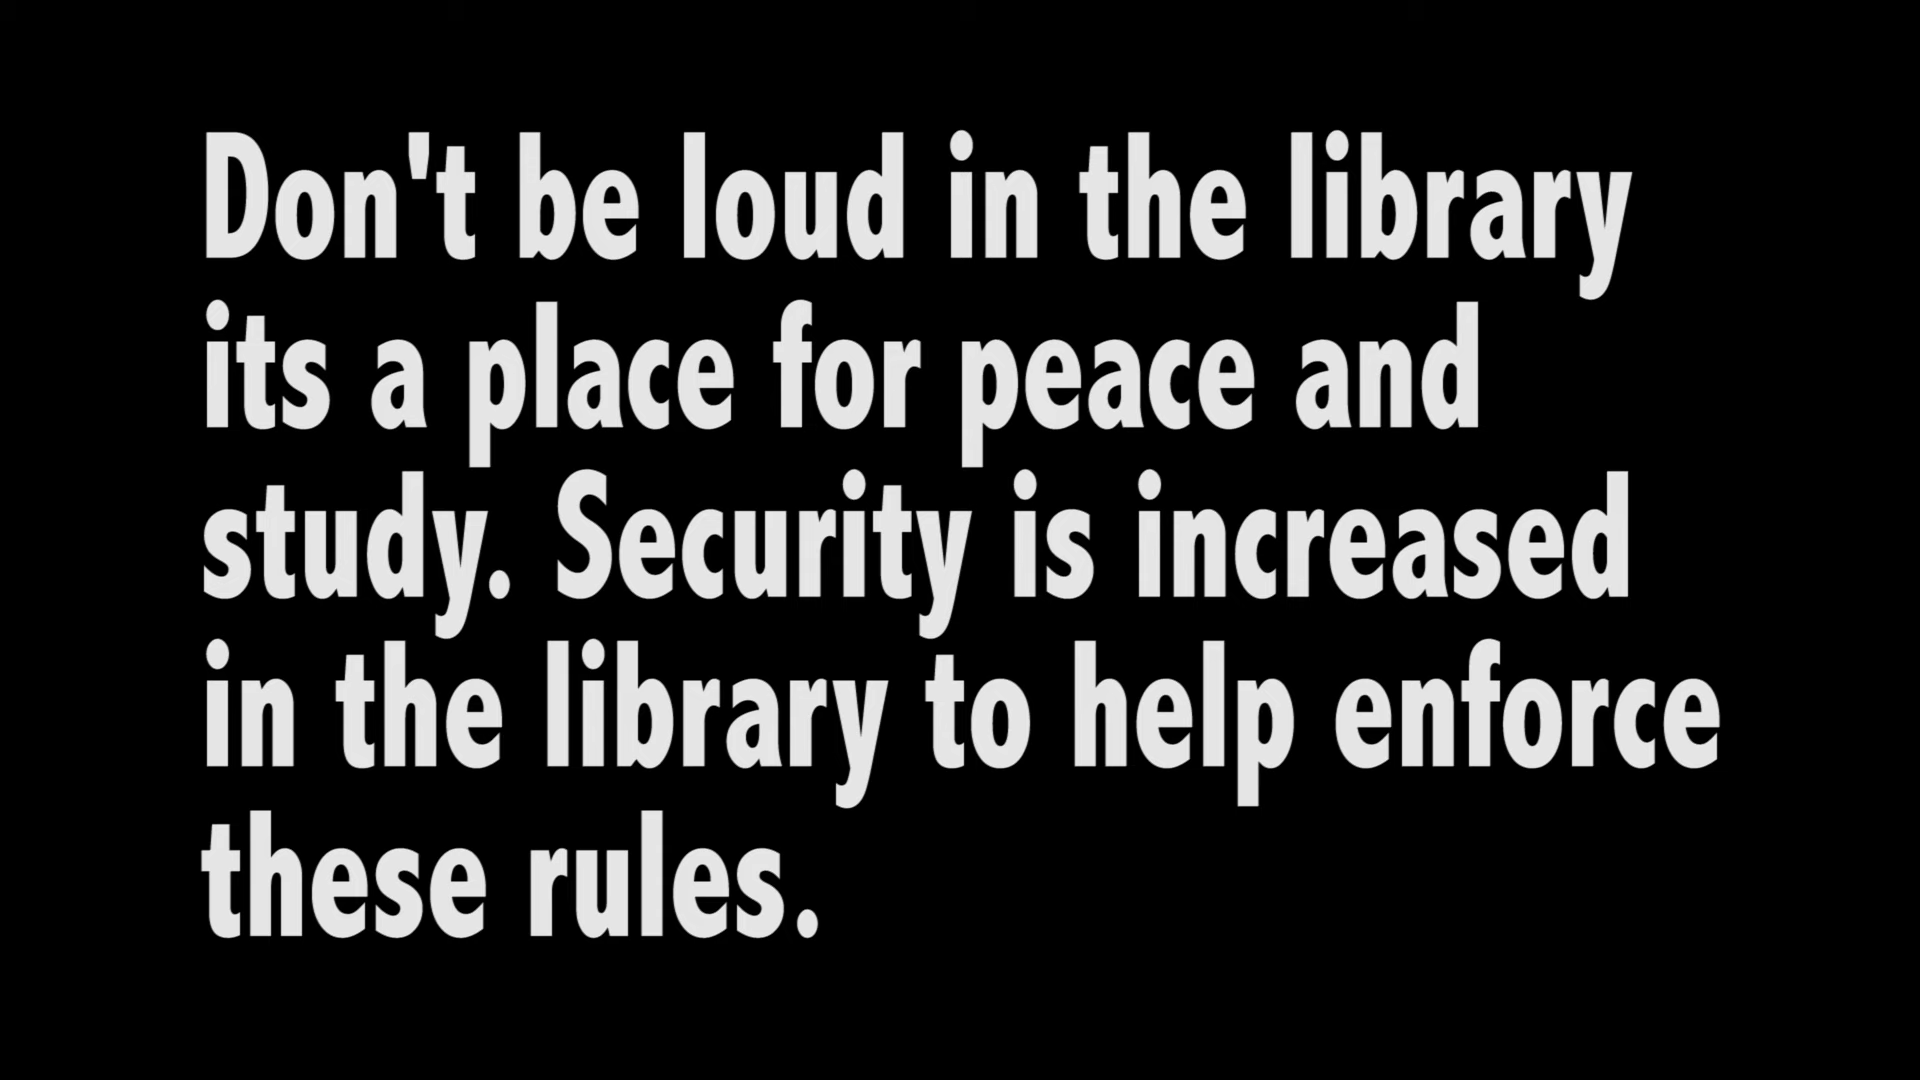 Don't be loud in the library
its a place for peace and
study. Security is increased
in the library to help enforce
these rules.